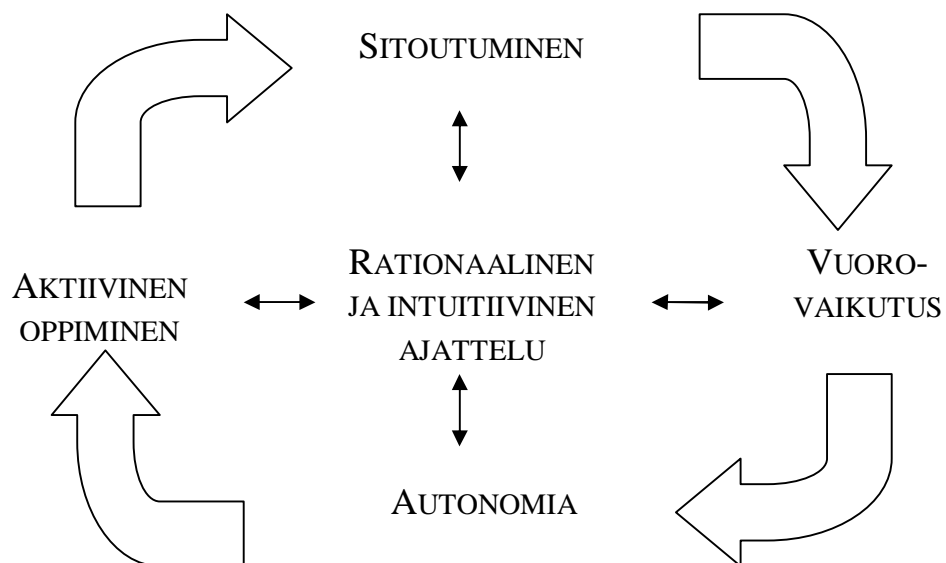 SITOUTUMINEN
AKTIIVINEN
OPPIMINEN
RATIONAALINEN
JA INTUITIIVINEN
AJATTELU
VUORO-
VAIKUTUS
AUTONOMIA